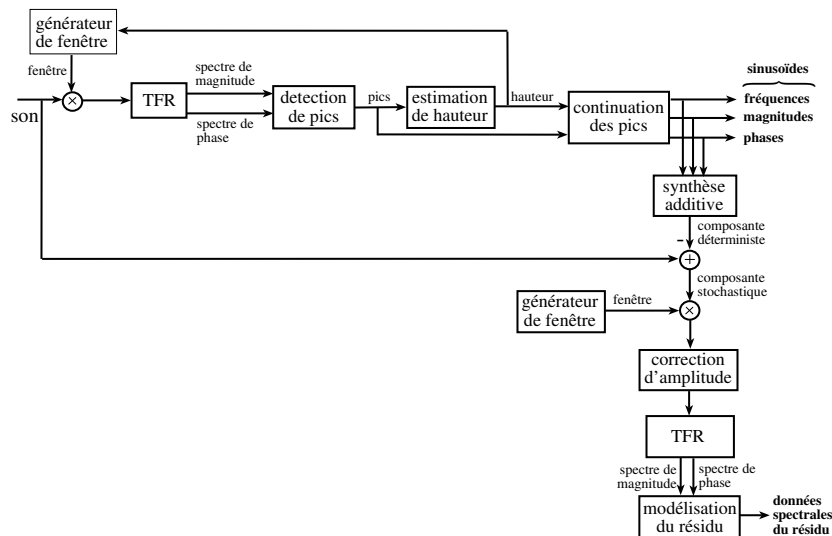 générateur
de fenêtre
fenêtre
son
×
TFR
spectre de
magnitude
spectre de
phase
detection
de pics
pics
estimation
de hauteur
hauteur
continuation
des pics
sinusoïdes
fréquences
magnitudes
phases
synthèse
additive
composante
déterministe
-
+
composante
stochastique
générateur
de fenêtre
fenêtre
×
correction
d'amplitude
TFR
spectre de
magnitude
spectre de
phase
modélisation
du résidu
données
spectrales
du résidu